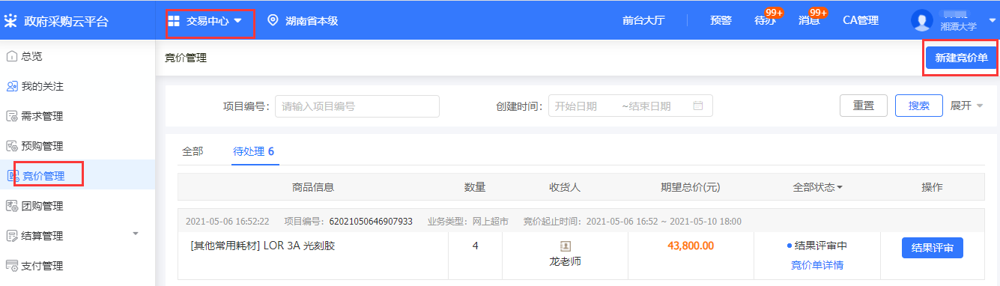 政府采购云平台
交易中心
湖南省本级
前台大厅
预警
待办
99+
消息
99+
CA管理
湘潭大学
总览
我的关注
需求管理
预购管理
竞价管理
团购管理
结算管理
支付管理
竞价管理
新建竞价单
项目编号: 请输入项目编号
创建时间: 开始日期 ~结束日期
重置
搜索
展开
全部
待处理 6
商品信息 数量 收货人 期望总价(元) 全部状态 操作
2021-05-06 16:52:22 项目编号: 62021050646907933 业务类型: 网上超市 竞价起止时间: 2021-05-06 16:52 ~ 2021-05-10 18:00
[其他常用耗材] LOR 3A 光刻胶 4 龙老师 43,800.00 结果评审中 结果评审
竞价单详情